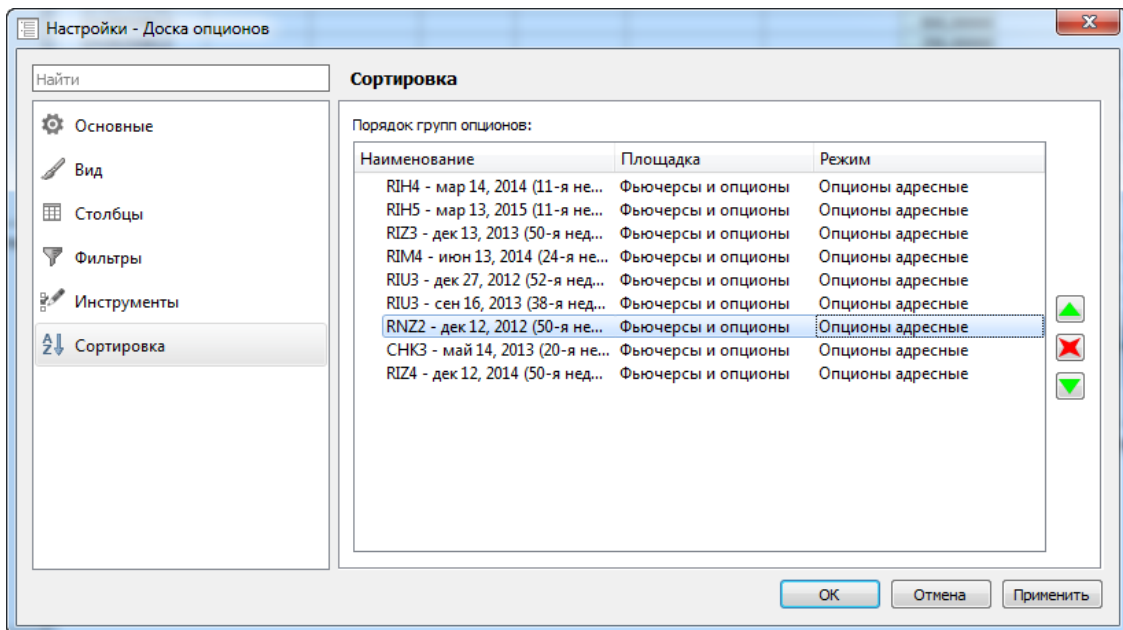 Настройки - Доска опционов
Найти
Основные
Вид
Столбцы
Фильтры
Инструменты
Сортировка
Сортировка
Порядок групп опционов:
Наименование Площадка Режим
RIH4 - мар 14, 2014 (11-я не... Фьючерсы и опционы Опционы адресные
RIH5 - мар 13, 2015 (11-я не... Фьючерсы и опционы Опционы адресные
RIZ3 - дек 13, 2013 (50-я нед... Фьючерсы и опционы Опционы адресные
RIM4 - июн 13, 2014 (24-я не... Фьючерсы и опционы Опционы адресные
RIU3 - дек 27, 2012 (52-я не... Фьючерсы и опционы Опционы адресные
RIU3 - сен 16, 2013 (38-я нед... Фьючерсы и опционы Опционы адресные
RNZ2 - дек 12, 2012 (50-я не... Фьючерсы и опционы Опционы адресные
CHK3 - май 14, 2013 (20-я не... Фьючерсы и опционы Опционы адресные
RIZ4 - дек 12, 2014 (50-я нед... Фьючерсы и опционы Опционы адресные
OK Отмена Применить